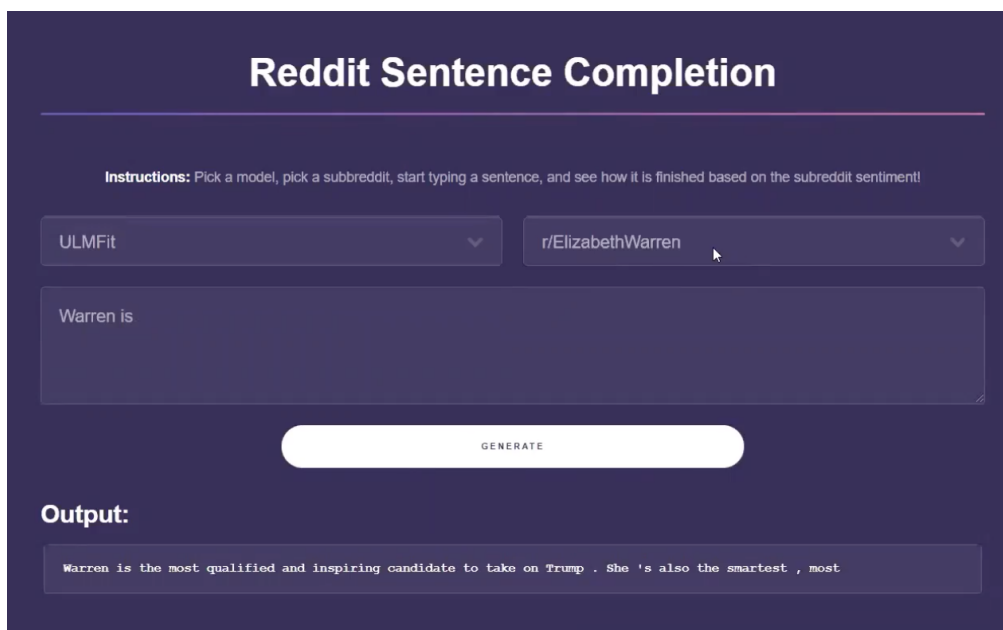 Reddit Sentence Completion
Instructions: Pick a model, pick a subbreddit, start typing a sentence, and see how it is finished based on the subreddit sentiment!
ULMFit
r/ElizabethWarren
Warren is
GENERATE
Output:
Warren is the most qualified and inspiring candidate to take on Trump . She 's also the smartest , most